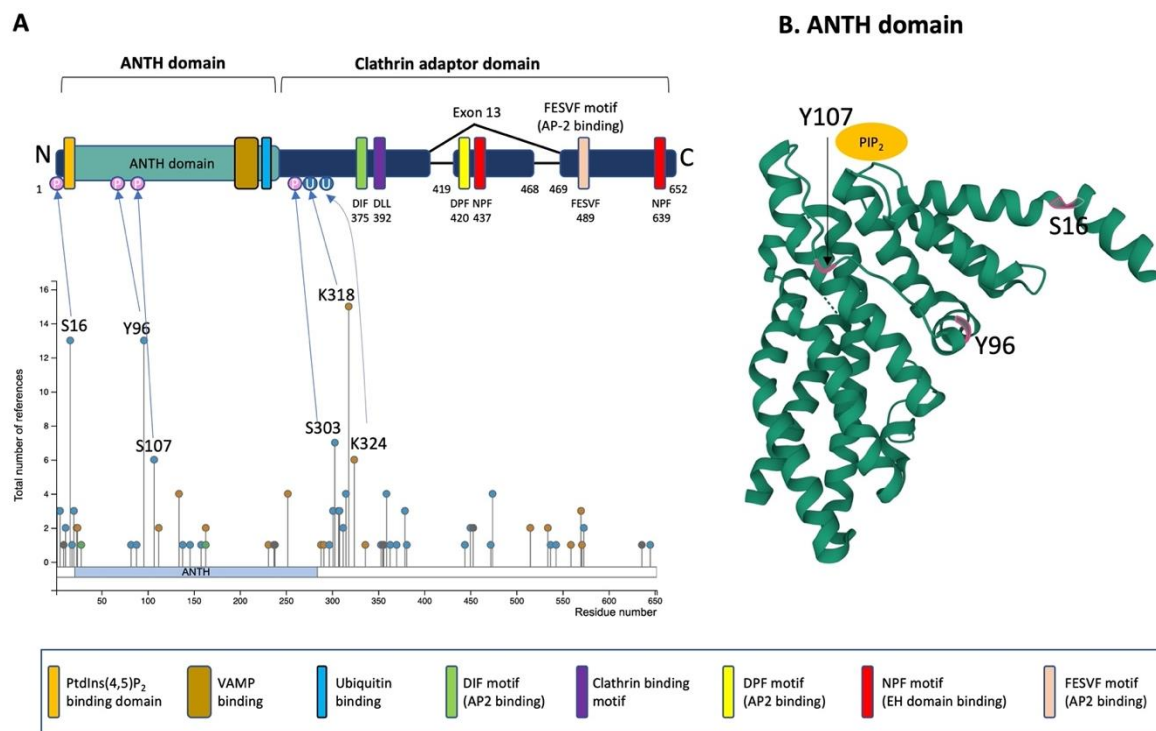 A
B. ANTH domain
ANTH domain
Clathrin adaptor domain
Exon 13
FESVF motif
(AP-2 binding)
N
ANTH domain
C
1
P
P
P
P
U
U
419
468
469
652
DIF
375
DLL
392
DPF
420
NPF
437
FESVF
489
NPF
639
Total number of references
16
14
12
10
8
6
4
2
0
S16
Y96
S107
S303
K318
K324
ANTH
50
100
150
200
250
300
350
400
450
500
550
600
650
Residue number
Y107
PIP2
S16
Y96
PtdIns(4,5)P2
binding domain
VAMP
binding
Ubiquitin
binding
DIF motif
(AP2 binding)
Clathrin binding
motif
DPF motif
(AP2 binding)
NPF motif
(EH domain binding)
FESVF motif
(AP2 binding)